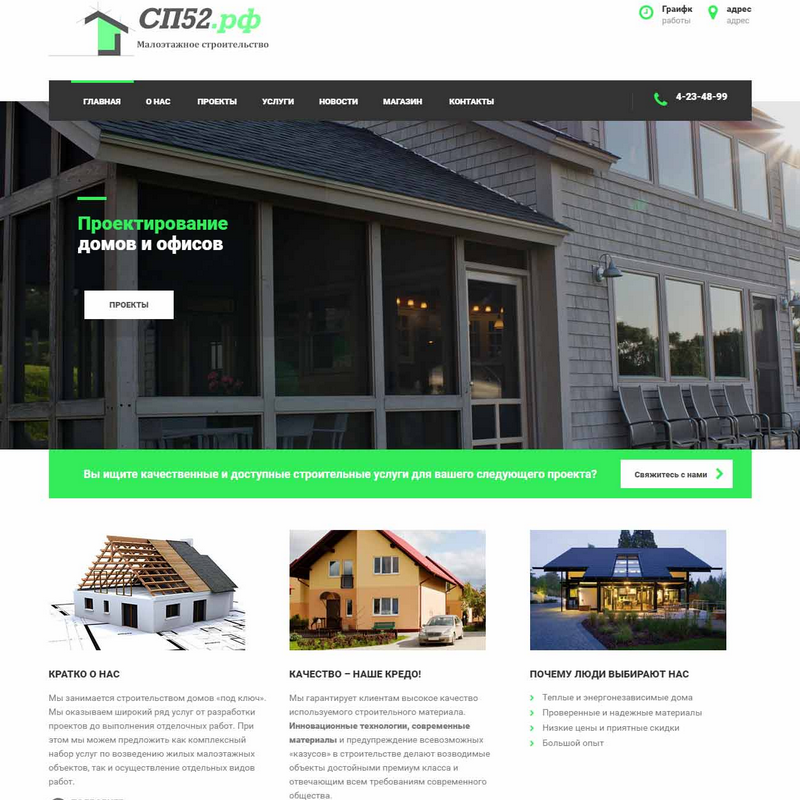 СП52.рф
Малоэтажное строительство
Граифк
работы
адрес
адрес
ГЛАВНАЯ О НАС ПРОЕКТЫ УСЛУГИ НОВОСТИ МАГАЗИН КОНТАКТЫ
4-23-48-99
Проектирование
домов и офисов
ПРОЕКТЫ
Вы ищите качественные и доступные строительные услуги для вашего следующего проекта?
Свяжитесь с нами
КРАТКО О НАС
Мы занимается строительством домов «под ключ».
Мы оказываем широкий ряд услуг от разработки
проектов до выполнения отделочных работ. При
этом мы можем предложить как комплексный
набор услуг по возведению жилых малоэтажных
объектов, так и осуществление отдельных видов
работ.
КАЧЕСТВО – НАШЕ КРЕДО!
Мы гарантирует клиентам высокое качество
используемого строительного материала.
Инновационные технологии, современные
материалы и предупреждение всевозможных
«казусов» в строительстве делают возводимые
объекты достойными премиум класса и
отвечающим всем требованиям современного
общества.
ПОЧЕМУ ЛЮДИ ВЫБИРАЮТ НАС
Теплые и энергонезависимые дома
Проверенные и надежные материалы
Низкие цены и приятные скидки
Большой опыт